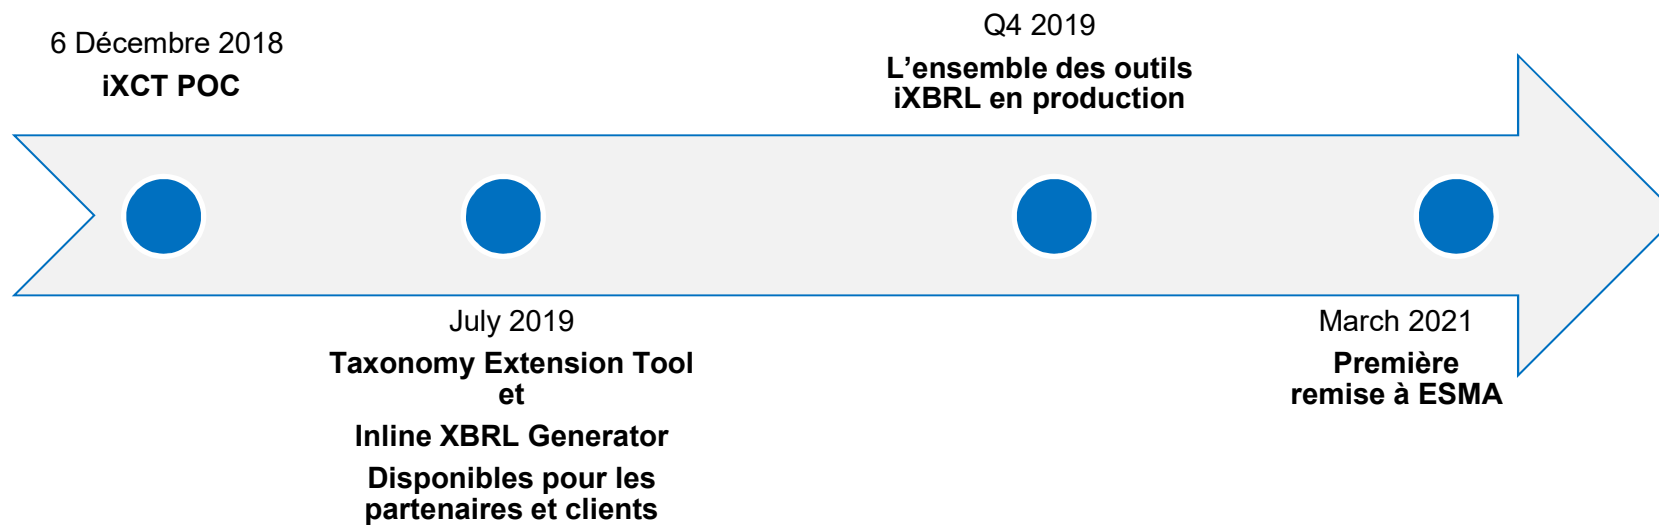 6 Décembre 2018
iXCT POC
July 2019
Taxonomy Extension Tool
et
Inline XBRL Generator
Disponibles pour les
partenaires et clients
Q4 2019
L’ensemble des outils
iXBRL en production
March 2021
Première
remise à ESMA